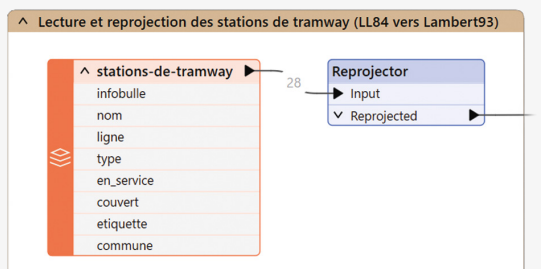 Lecture et reprojection des stations de tramway (LL84 vers Lambert93)
stations-de-tramway
infobulle
nom
ligne
type
en_service
couvert
etiquette
commune
28
Reprojector
Input
Reprojected